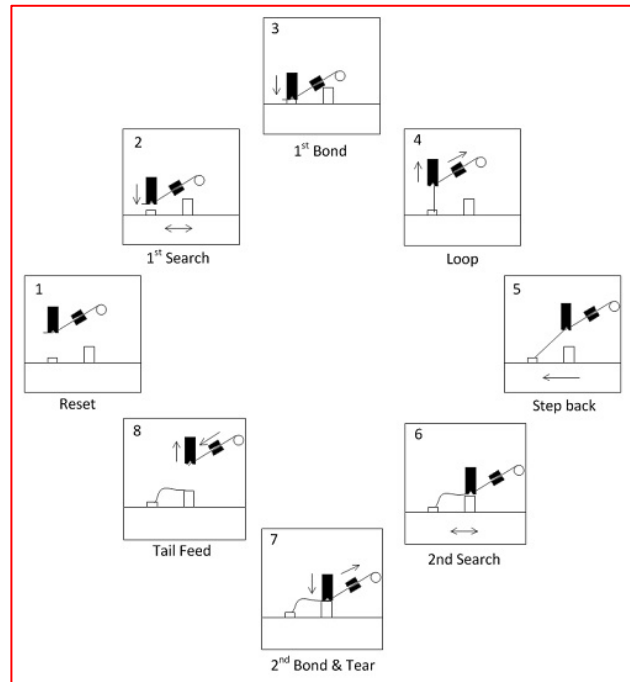 3
1st Bond
2
1st Search
4
Loop
1
Reset
5
Step back
8
Tail Feed
6
2nd Search
7
2nd Bond & Tear